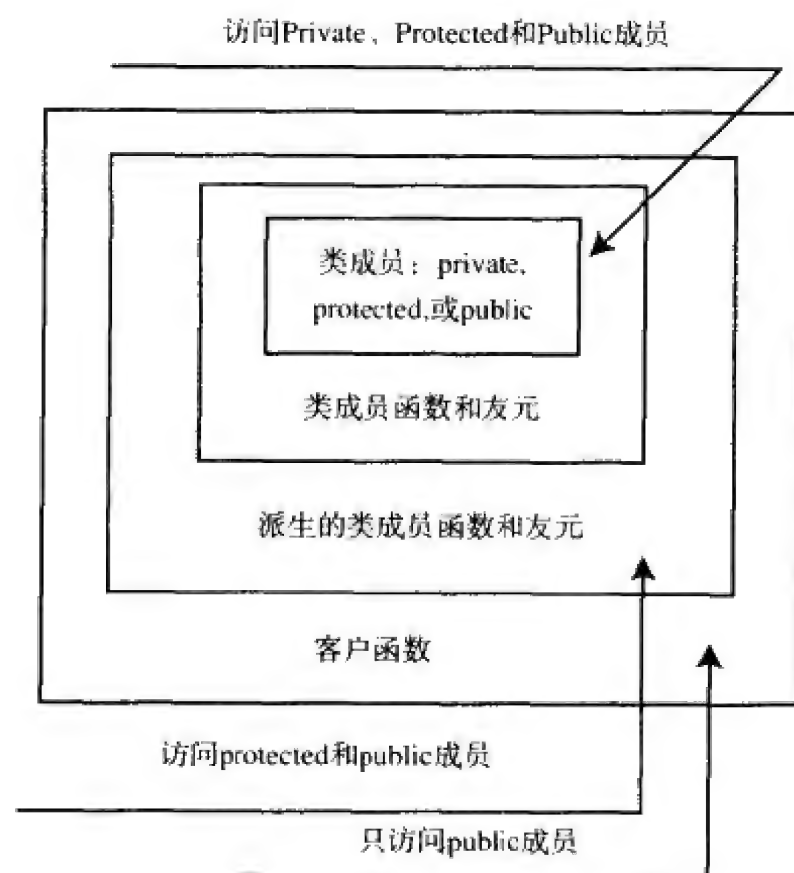 访问Private、Protected和Public成员
类成员：private,
protected,或public
类成员函数和友元
派生的类成员函数和友元
客户函数
访问protected和public成员
只访问public成员